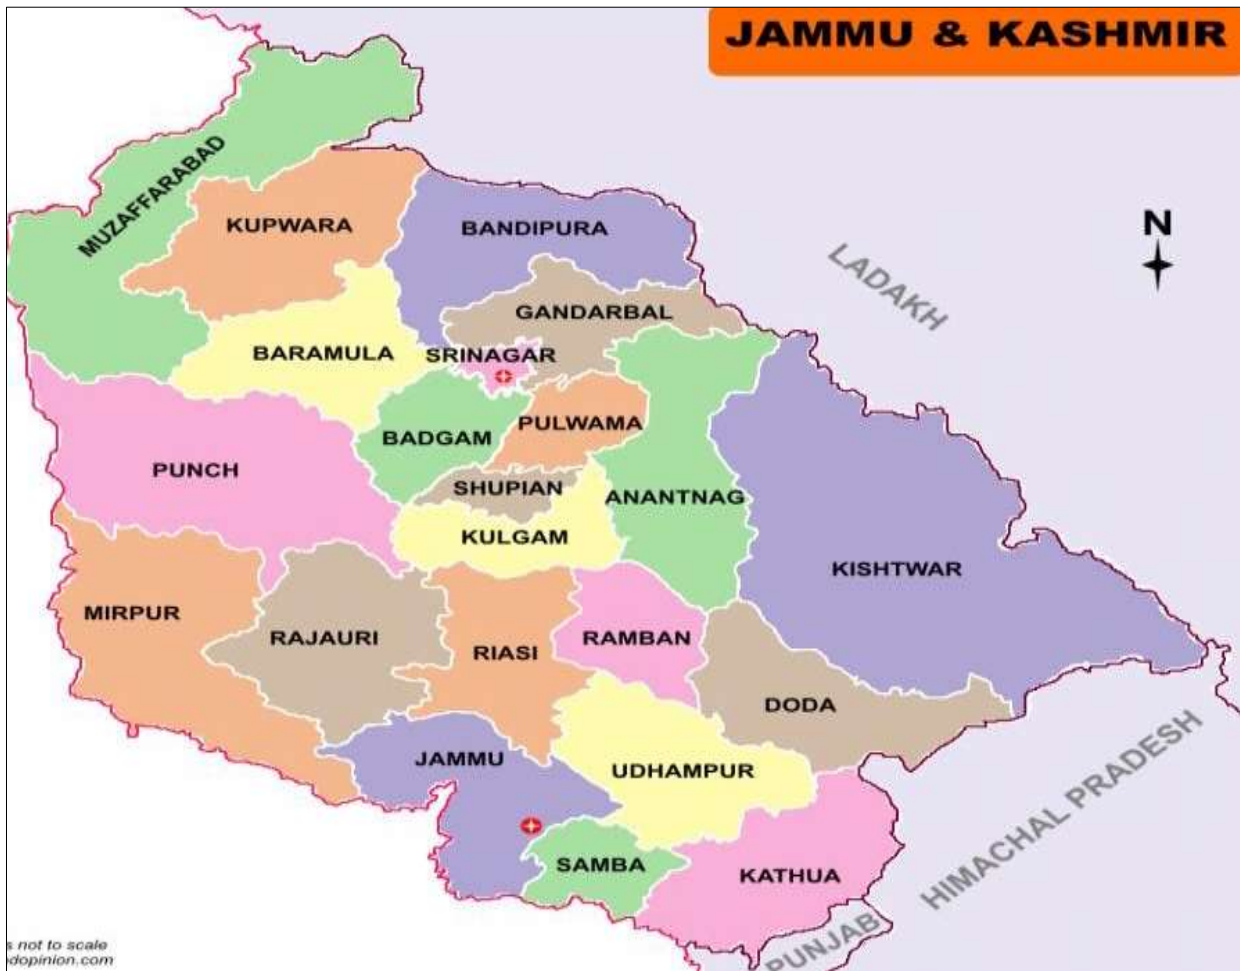 JAMMU & KASHMIR
MUZAFFARABAD
KUPWARA
BANDIPURA
N
LADAKH
GANDARBAL
BARAMULA
SRINAGAR
PULWAMA
BADGAM
PUNCH
SHUPIAN
ANANTNAG
KULGAM
KISHTWAR
MIRPUR
RAJAURI
RIASI
RAMBAN
DODA
JAMMU
UDHAMPUR
HIMACHAL PRADESH
SAMBA
KATHUA
PUNJAB
s not to scale
dopinion.com